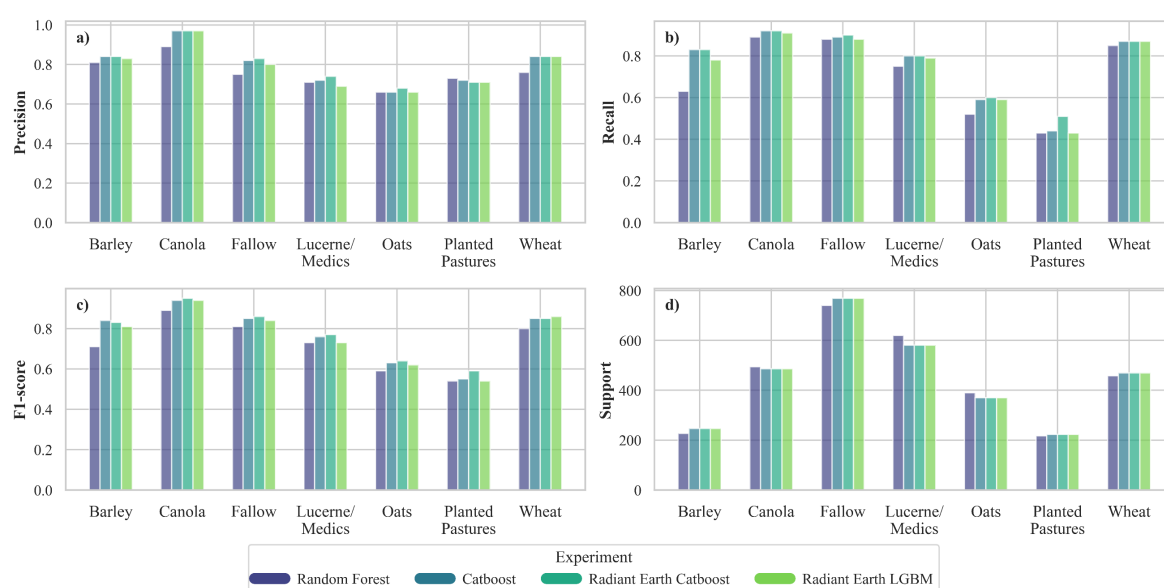 a)
Precision
1.0
0.8
0.6
0.4
0.2
0.0
Barley Canola Fallow Lucerne/ Oats Planted Wheat
Medics Pastures
b)
Recall
0.8
0.6
0.4
0.2
0.0
Barley Canola Fallow Lucerne/ Oats Planted Wheat
Medics Pastures
c)
F1-score
0.8
0.6
0.4
0.2
0.0
Barley Canola Fallow Lucerne/ Oats Planted Wheat
Medics Pastures
d)
Support
800
600
400
200
0
Barley Canola Fallow Lucerne/ Oats Planted Wheat
Medics Pastures
Experiment
Random Forest Catboost Radiant Earth Catboost Radiant Earth LGBM